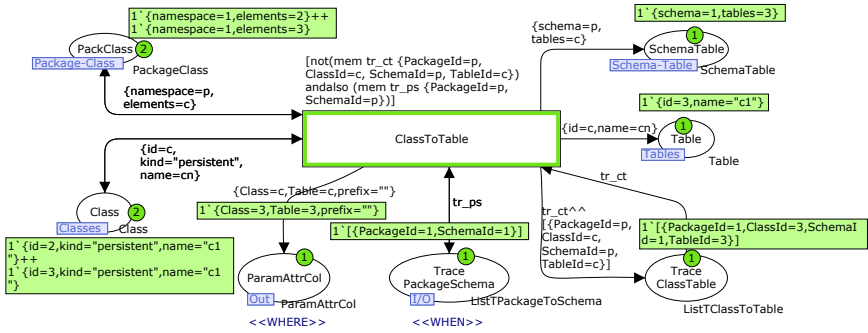 1`{namespace=1,elements=2}++
1`{namespace=1,elements=3}
PackClass
2
Package-Class
PackageClass
{namespace=p,
elements=c}
[not(mem tr_ct {PackageId=p,
ClassId=c, SchemaId=p, TableId=c})
andalso (mem tr_ps {PackageId=p,
SchemaId=p})]
{schema=p,
tables=c}
1`{schema=1,tables=3}
1
SchemaTable
Schema-Table
SchemaTable
ClassToTable
{id=c,name=cn}
1`{id=3,name="c1"}
1
Table
Tables
Table
{id=c,
kind="persistent",
name=cn}
Class
2
Classes
Class
1`{id=2,kind="persistent",name="c1
"}++
1`{id=3,kind="persistent",name="c1
"}
{Class=c,Table=c,prefix=""}
1`{Class=3,Table=3,prefix=""}
1
ParamAttrCol
Out
ParamAttrCol
<<WHERE>>
tr_ps
1`[{PackageId=1,SchemaId=1}]
1
Trace
PackageSchema
I/O
ListTPackageToSchema
<<WHEN>>
tr_ct^^
[{PackageId=p,
ClassId=c,
SchemaId=p,
TableId=c}]
tr_ct
1`[{PackageId=1,ClassId=3,SchemaI
d=1,TableId=3}]
1
Trace
ClassTable
ListTClassToTable